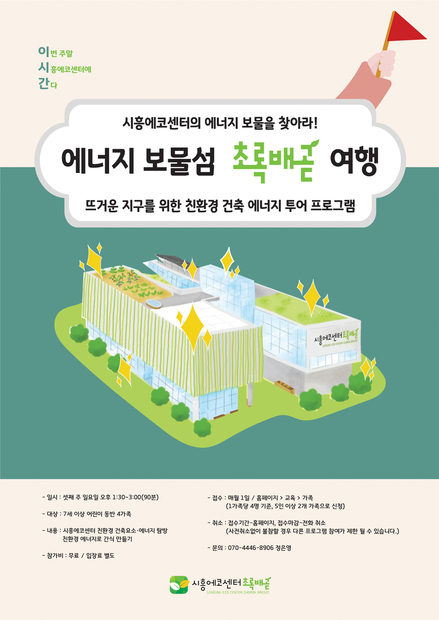 이번 주말
시흥에코센터에
간다
시흥에코센터의 에너지 보물을 찾아라!
에너지 보물섬 초록배곧 여행
뜨거운 지구를 위한 친환경 건축 에너지 투어 프로그램
시흥에코센터초록배곧
- 일시 : 셋째 주 일요일 오후 1:30-3:00(90분)
- 대상 : 7세 이상 어린이 동반 4가족
- 내용 : 시흥에코센터 친환경 건축요소·에너지 탐방
친환경 에너지로 간식 만들기
- 참가비 : 무료 / 입장료 별도
- 접수 : 매월 1일 / 홈페이지 > 교육 > 가족
(1가족당 4명 기준, 5인 이상 2개 가족으로 신청)
- 취소 : 접수기간-홈페이지, 접수마감-전화 취소
(사전취소없이 불참할 경우 다른 프로그램 참여가 제한 될 수 있습니다.)
- 문의 : 070-4446-8906 정은영
시흥에코센터초록배곧